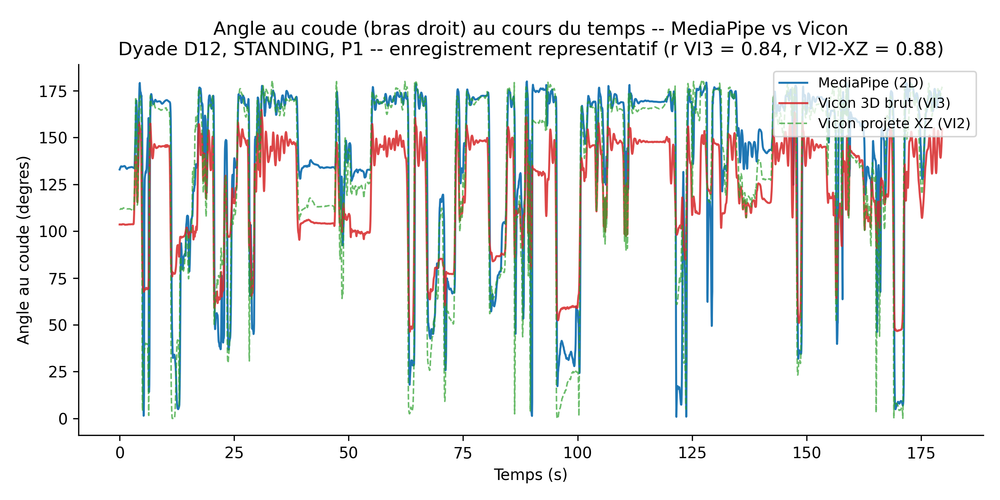 Angle au coude (bras droit) au cours du temps -- MediaPipe vs Vicon
Dyade D12, STANDING, P1 -- enregistrement representatif (r VI3 = 0.84, r VI2-XZ = 0.88)
MediaPipe (2D)
Vicon 3D brut (VI3)
Vicon projete XZ (VI2)
Angle au coude (degres)
175
150
125
100
75
50
25
0
0
25
50
75
100
125
150
175
Temps (s)